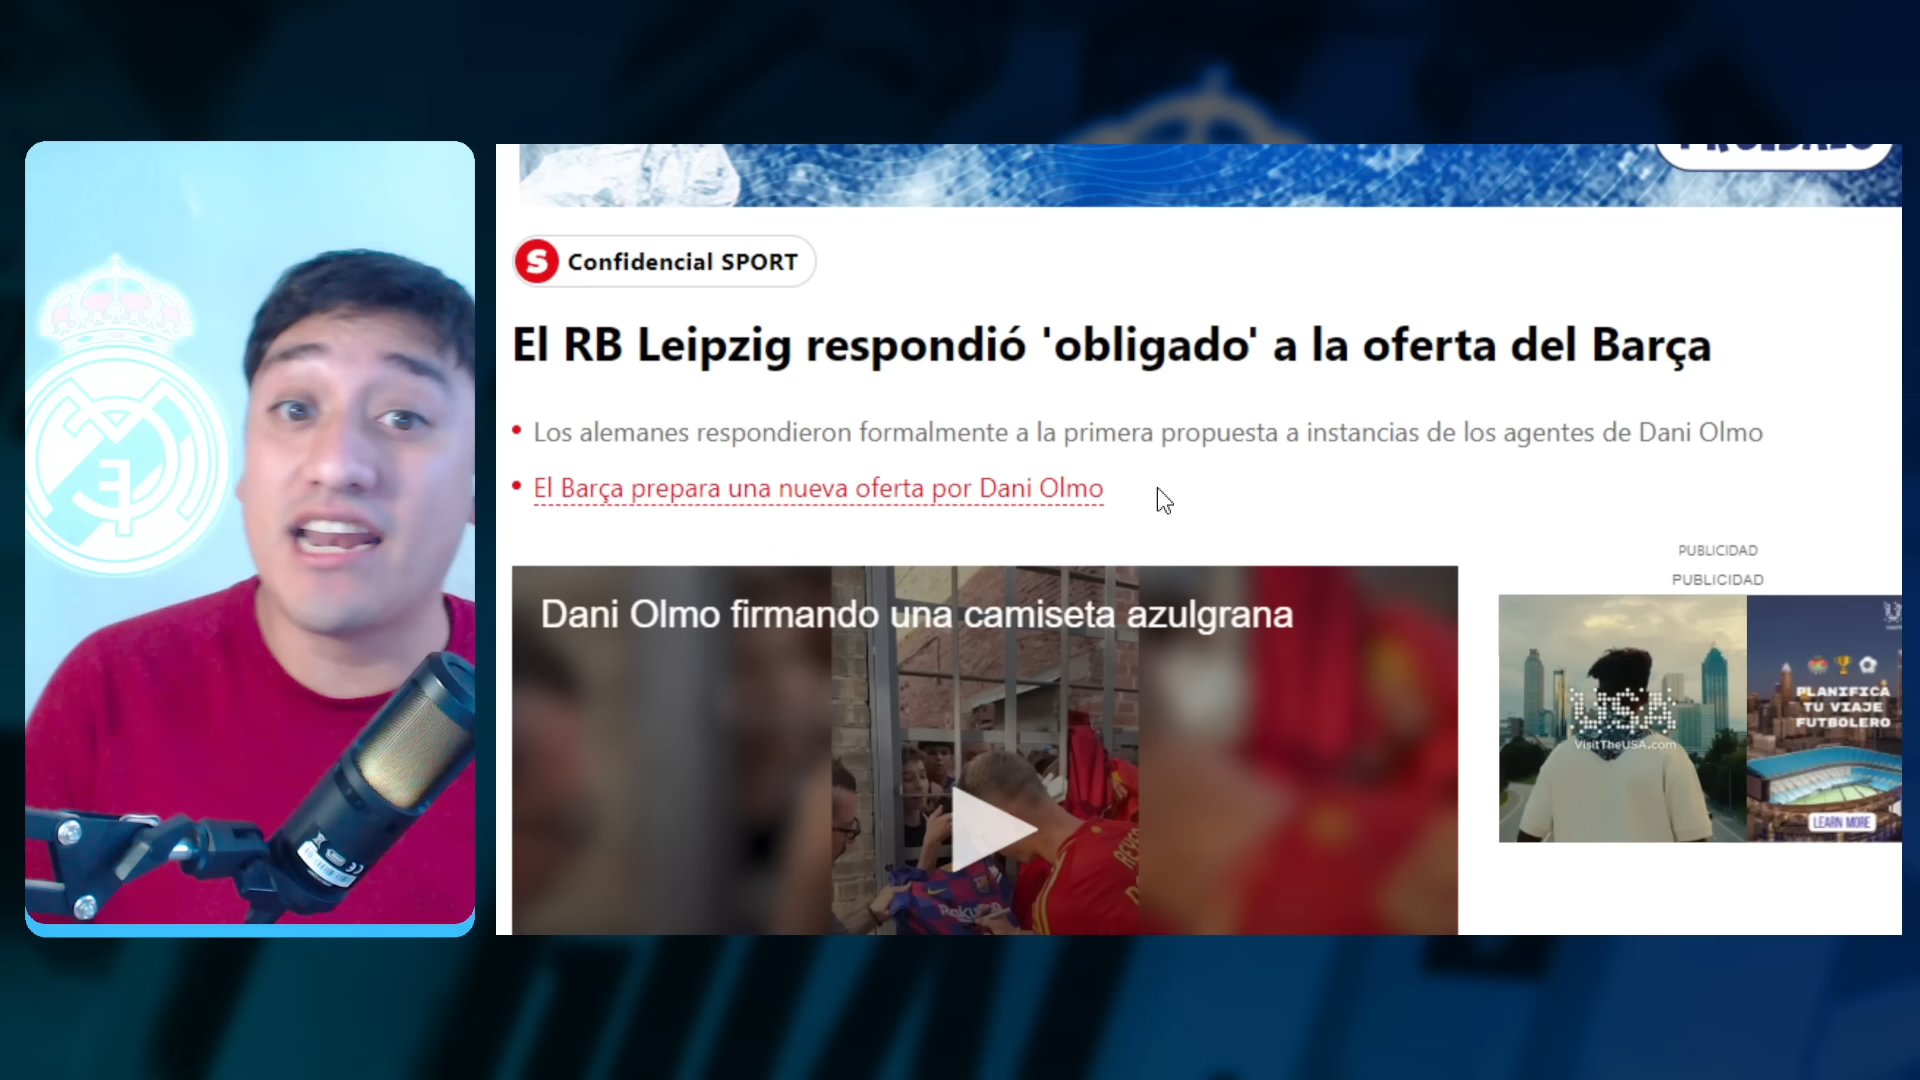 S Confidencial SPORT
El RB Leipzig respondió 'obligado' a la oferta del Barça
Los alemanes respondieron formalmente a la primera propuesta a instancias de los agentes de Dani Olmo
El Barça prepara una nueva oferta por Dani Olmo
PUBLICIDAD
PUBLICIDAD
Dani Olmo firmando una camiseta azulgrana
USA
VisitTheUSA.com
PLANIFICA
TU VIAJE
FUTBOLERO
LEARN MORE